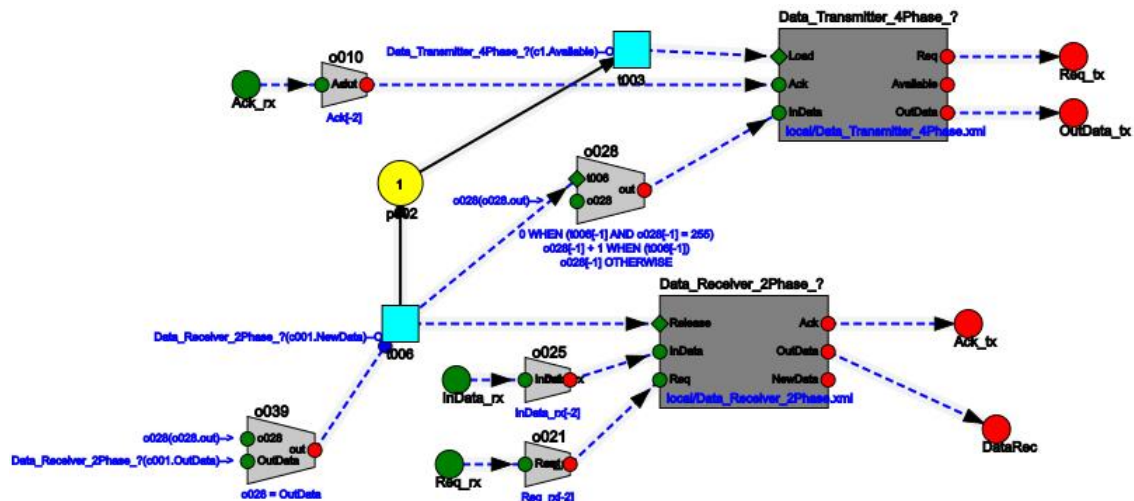 Data_Transmitter_4Phase_?
Data_Transmitter_4Phase_?(c1.Available)--O
t003
Load
Req
Req_tx
o010
Ack_rx
Ack[-2]
Ack
Available
InData
OutData
OutData_tx
local/Data_Transmitter_4Phase.xml
o028
1
t006
out
o028(o028.out)-->
o028
0 WHEN (t006[-1] AND o028[-1] = 255)
o028[-1] + 1 WHEN (t006[-1])
o028[-1] OTHERWISE
Data_Receiver_2Phase_?
Data_Receiver_2Phase_?(c001.NewData)--O
t006
Release
Ack
Ack_tx
o025
InData
OutData
InData_rx
InData_rx[-2]
Req
NewData
local/Data_Receiver_2Phase.xml
DataRec
o039
o028(o028.out)-->
o028
out
Data_Receiver_2Phase_?(c001.OutData)-->
OutData
o028 = OutData
o021
Req_rx
Req_rx[-2]